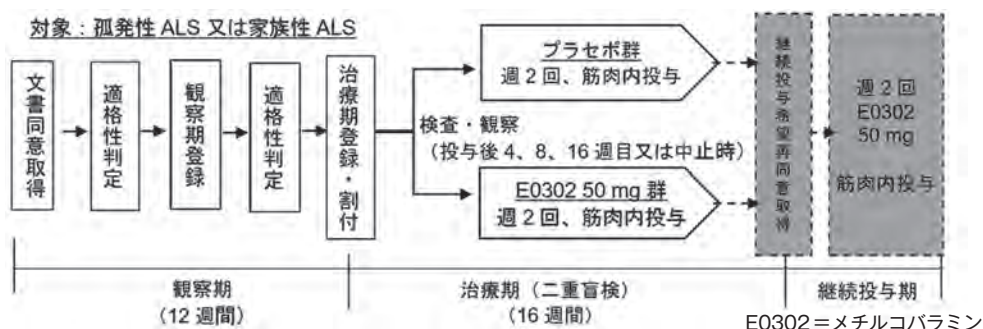 対象：孤発性 ALS 又は家族性 ALS
文書同意取得
適格性判定
観察期登録
適格性判定
治療期登録・割付
プラセボ群
週 2 回、筋肉内投与
検査・観察
（投与後 4、8、16 週目又は中止時）
E0302 50 mg 群
週 2 回、筋肉内投与
継続投与希望再同意取得
週 2 回
E0302
50 mg
筋肉内投与
観察期
（12 週間）
治療期（二重盲検）
（16 週間）
継続投与期
E0302＝メチルコバラミン